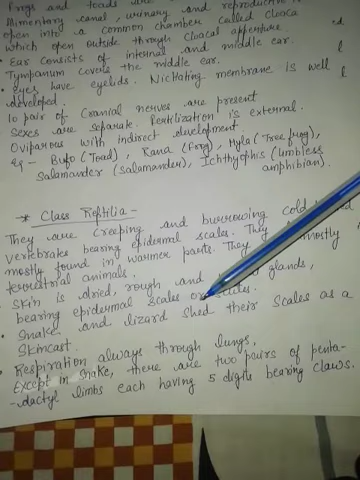 Frogs and toads are
Alimentary canal, urinary and reproductive
open into a common chamber called Cloaca
which open outside through cloacal apperture
• Ear consists of internal and middle ear.
Tympanum covers the middle ear.
• eyes have eyelids. Nictitating membrane is well
developed.
10 pair of Cranial nerves are present
Sexes are separate. Fertilization is external.
Oviparous with indirect development.
eg - Bufo (Toad), Rana (Frog), Hyla (Tree frog),
Salamander (Salamander), Ichthyophis (limbless
amphibian).
* Class Reptilia -
They are creeping and burrowing cold
vertebrates bearing epidermal scales. They
mostly found in warmer parts. They mostly
terrestrial animals.
• Skin is dried, rough and glands,
bearing epidermal scales or scutes.
• Snake and lizard shed their scales as a
Skincast.
• Respiration always through lungs,
Except in snake, there are two pairs of penta-
-dactyl limbs each having 5 digits bearing claws.